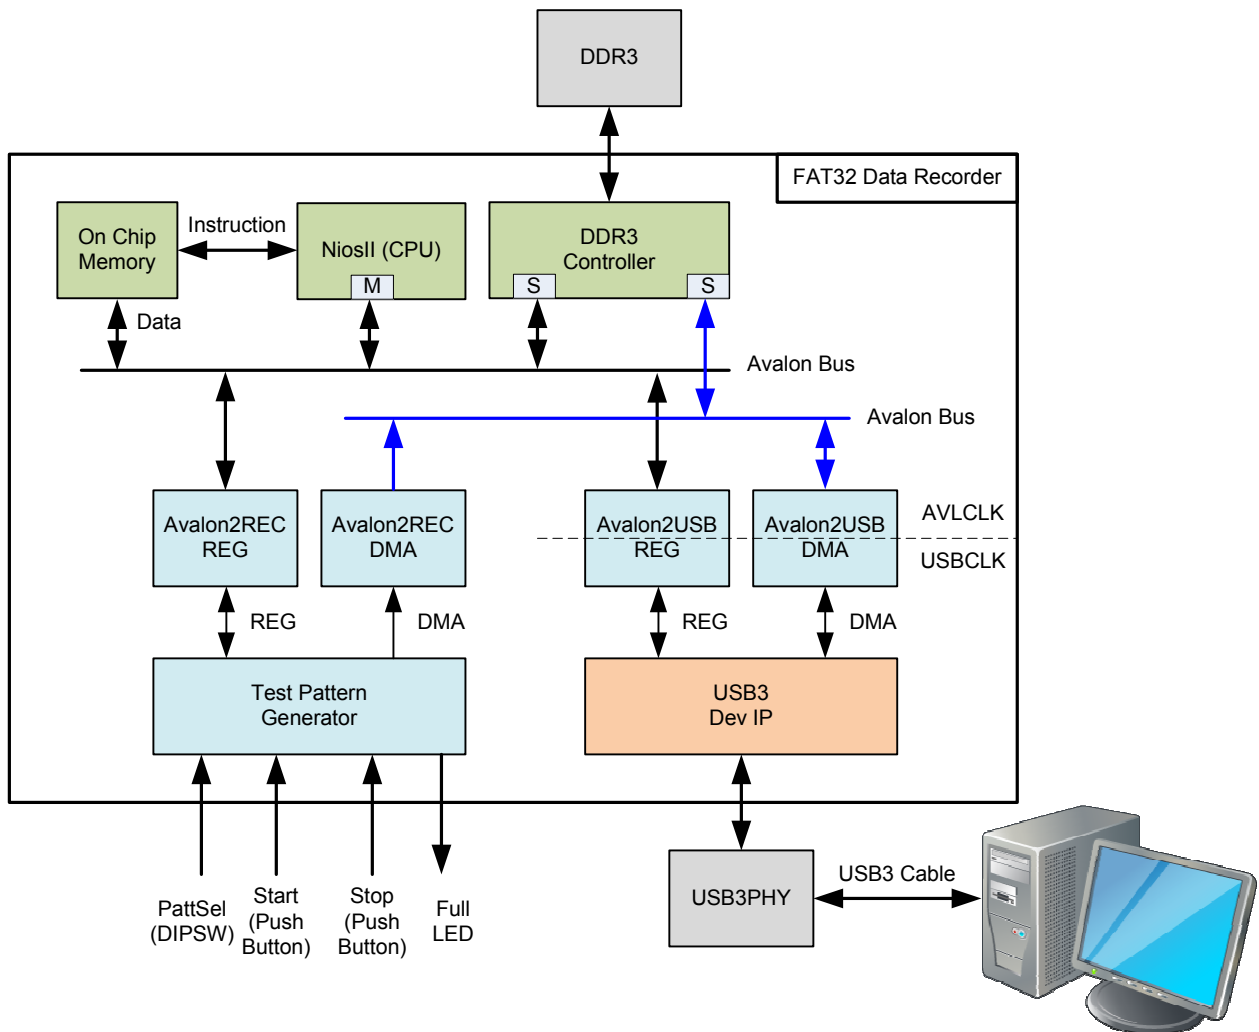 DDR3
FAT32 Data Recorder
On Chip
Memory
Instruction
NiosII (CPU)
M
DDR3
Controller
S
S
Data
Avalon Bus
Avalon Bus
Avalon2REC
REG
Avalon2REC
DMA
Avalon2USB
REG
Avalon2USB
DMA
AVLCLK
USBCLK
REG
DMA
REG
DMA
Test Pattern
Generator
USB3
Dev IP
PattSel
(DIPSW)
Start
(Push
Button)
Stop
(Push
Button)
Full
LED
USB3PHY
USB3 Cable